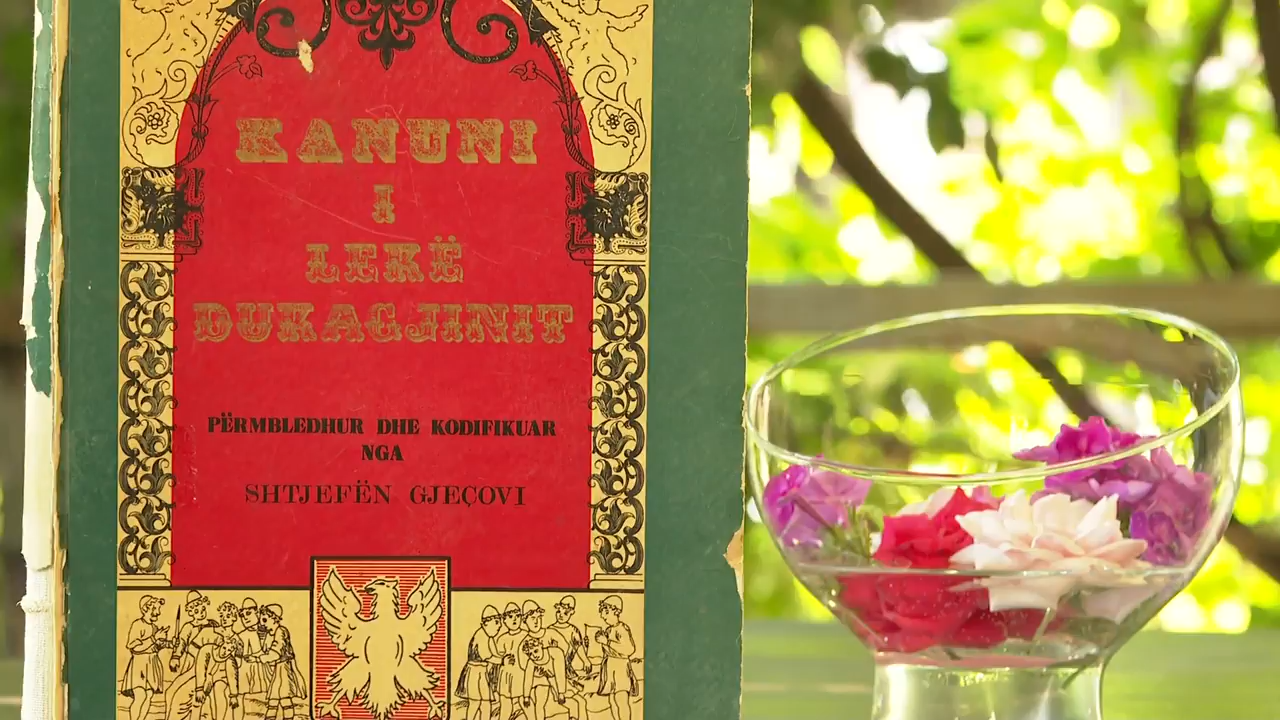 KANUNI
I
LEKË
DUKAGJINIT
PËRMBLEDHUR DHE KODIFIKUAR
NGA
SHTJEFËN GJEÇOVI